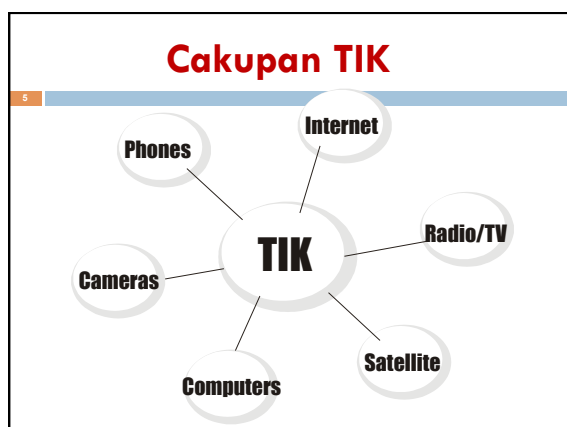 Cakupan TIK
5
Internet
Phones
Radio/TV
TIK
Cameras
Satellite
Computers